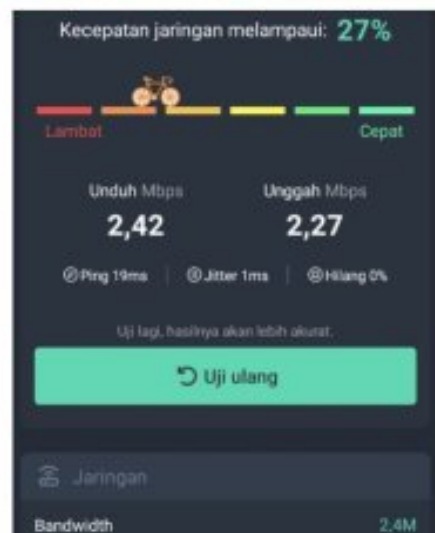 Kecepatan jaringan melampaui: 27%
Lambat Cepat
Unduh Mbps Unggah Mbps
2,42 2,27
Ping 19ms Jitter 1ms Hilang 0%
Uji lagi, hasilnya akan lebih akurat.
Uji ulang
Jaringan
Bandwidth 2,4M